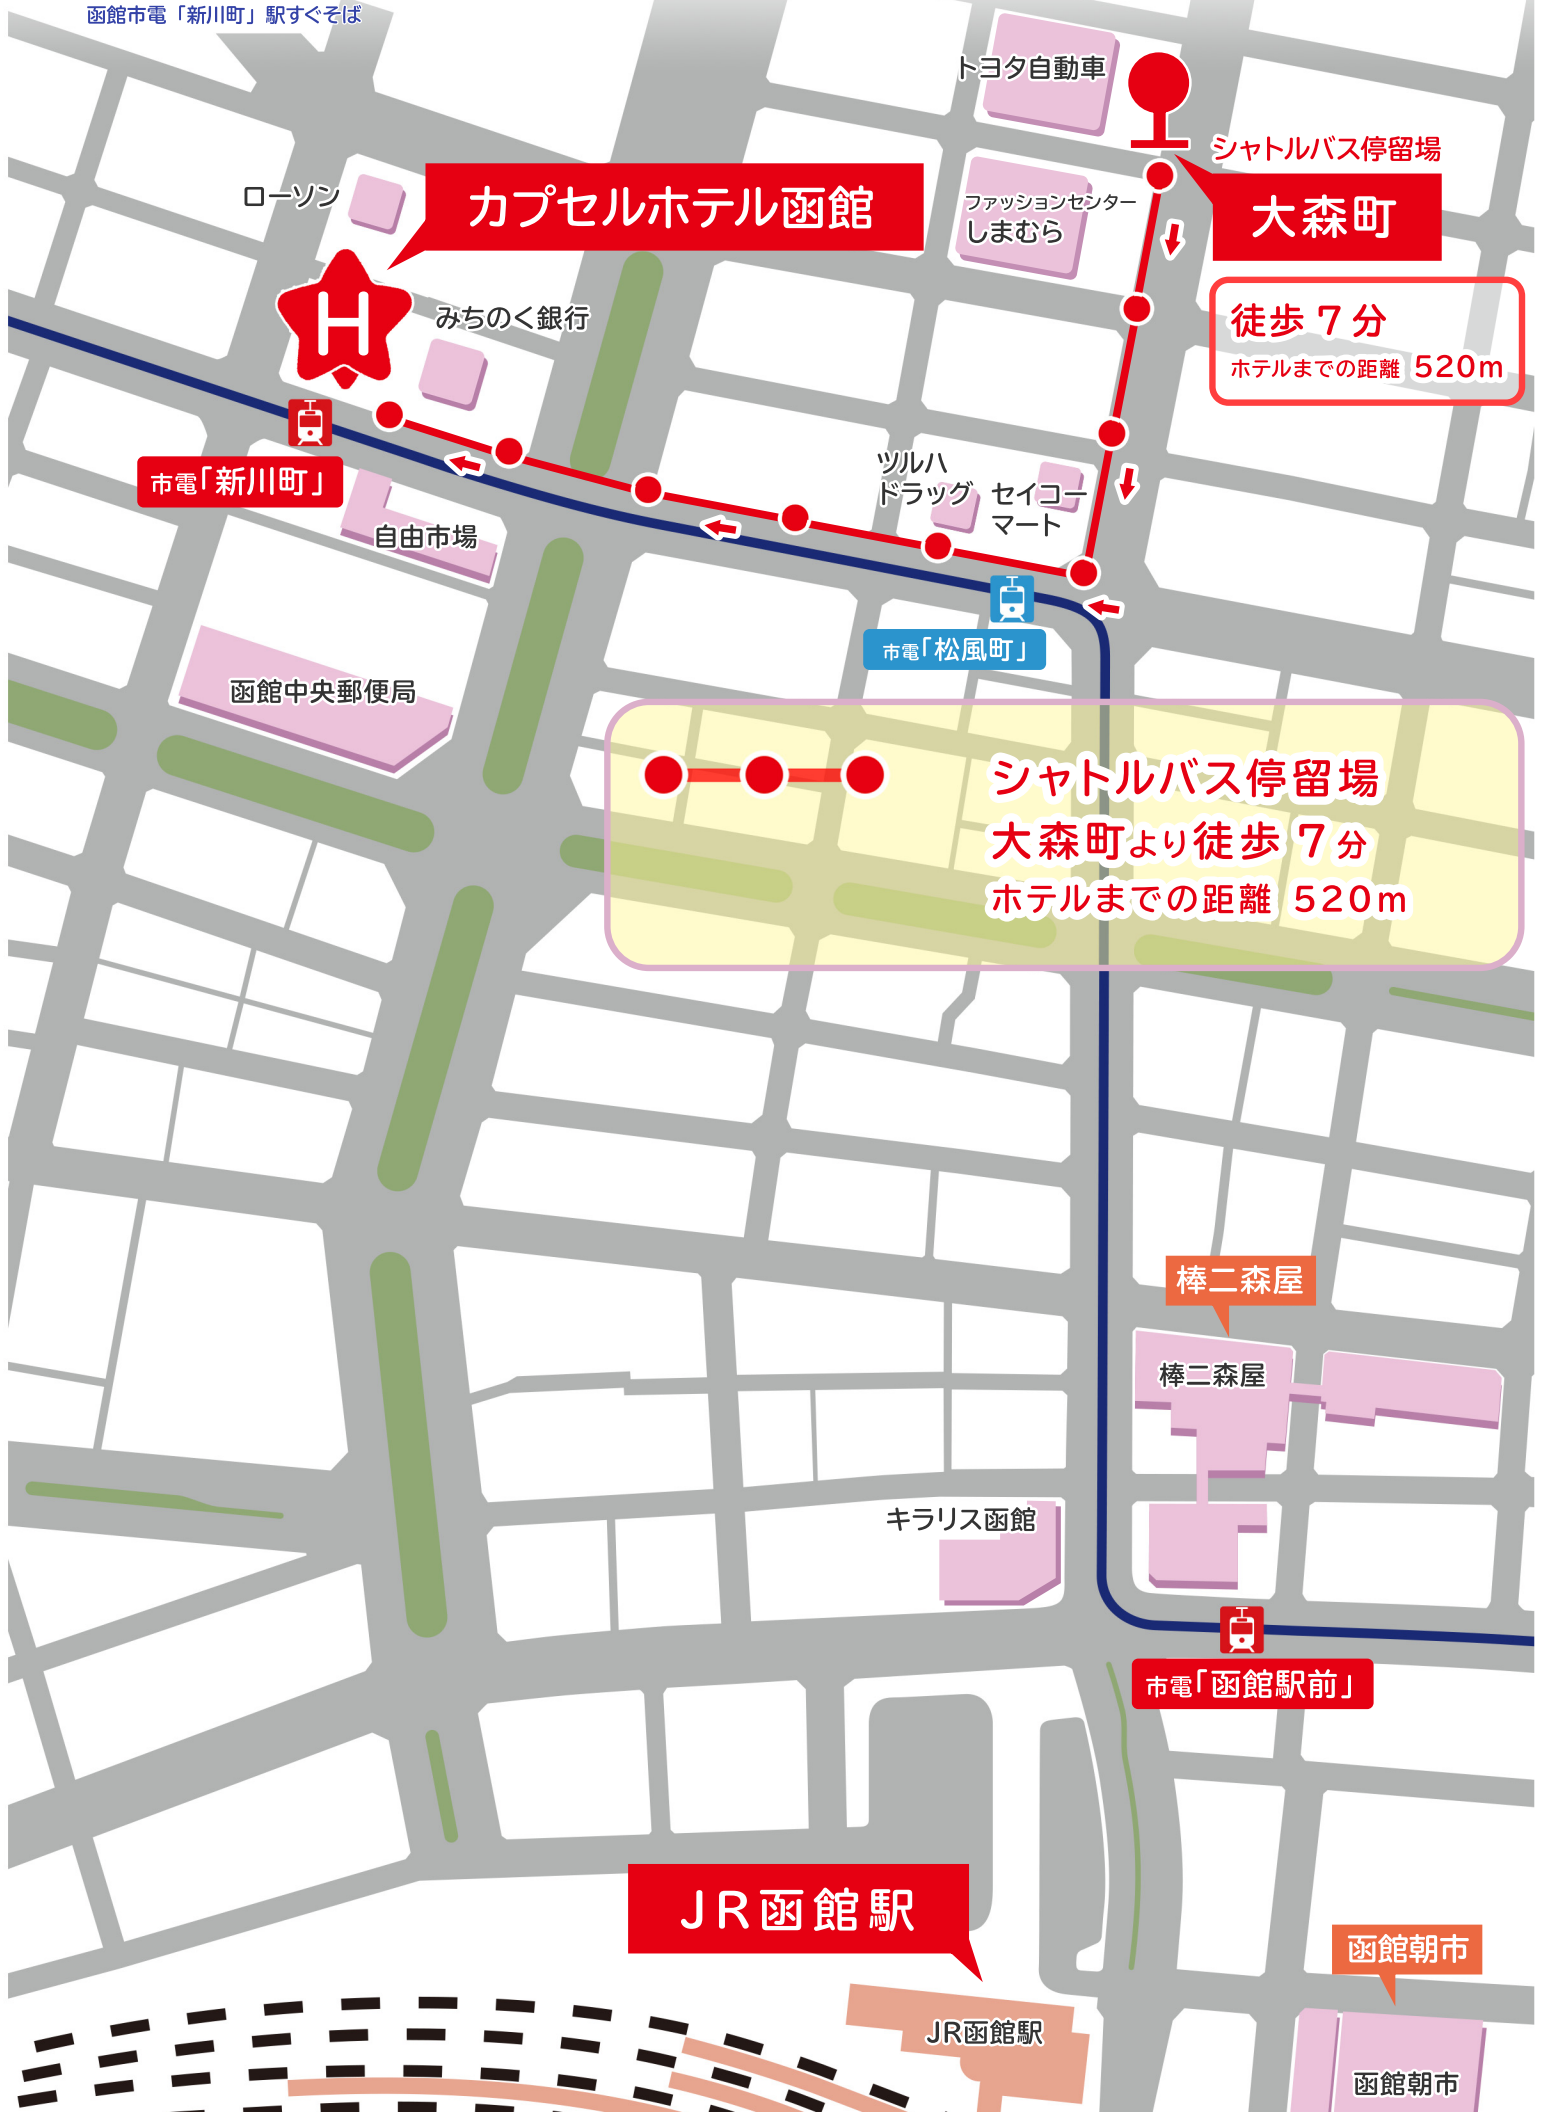 函館市電「新川町」駅すぐそば
トヨタ自動車
シャトルバス停留場
大森町
ローソン
カプセルホテル函館
ファッションセンター
しまむら
H
みちのく銀行
徒歩 7 分
ホテルまでの距離 520m
市電「新川町」
ツルハ
ドラッグ
セイコー
マート
自由市場
市電「松風町」
函館中央郵便局
シャトルバス停留場
大森町より徒歩 7 分
ホテルまでの距離 520m
棒二森屋
棒二森屋
キラリス函館
市電「函館駅前」
JR函館駅
函館朝市
JR函館駅
函館朝市